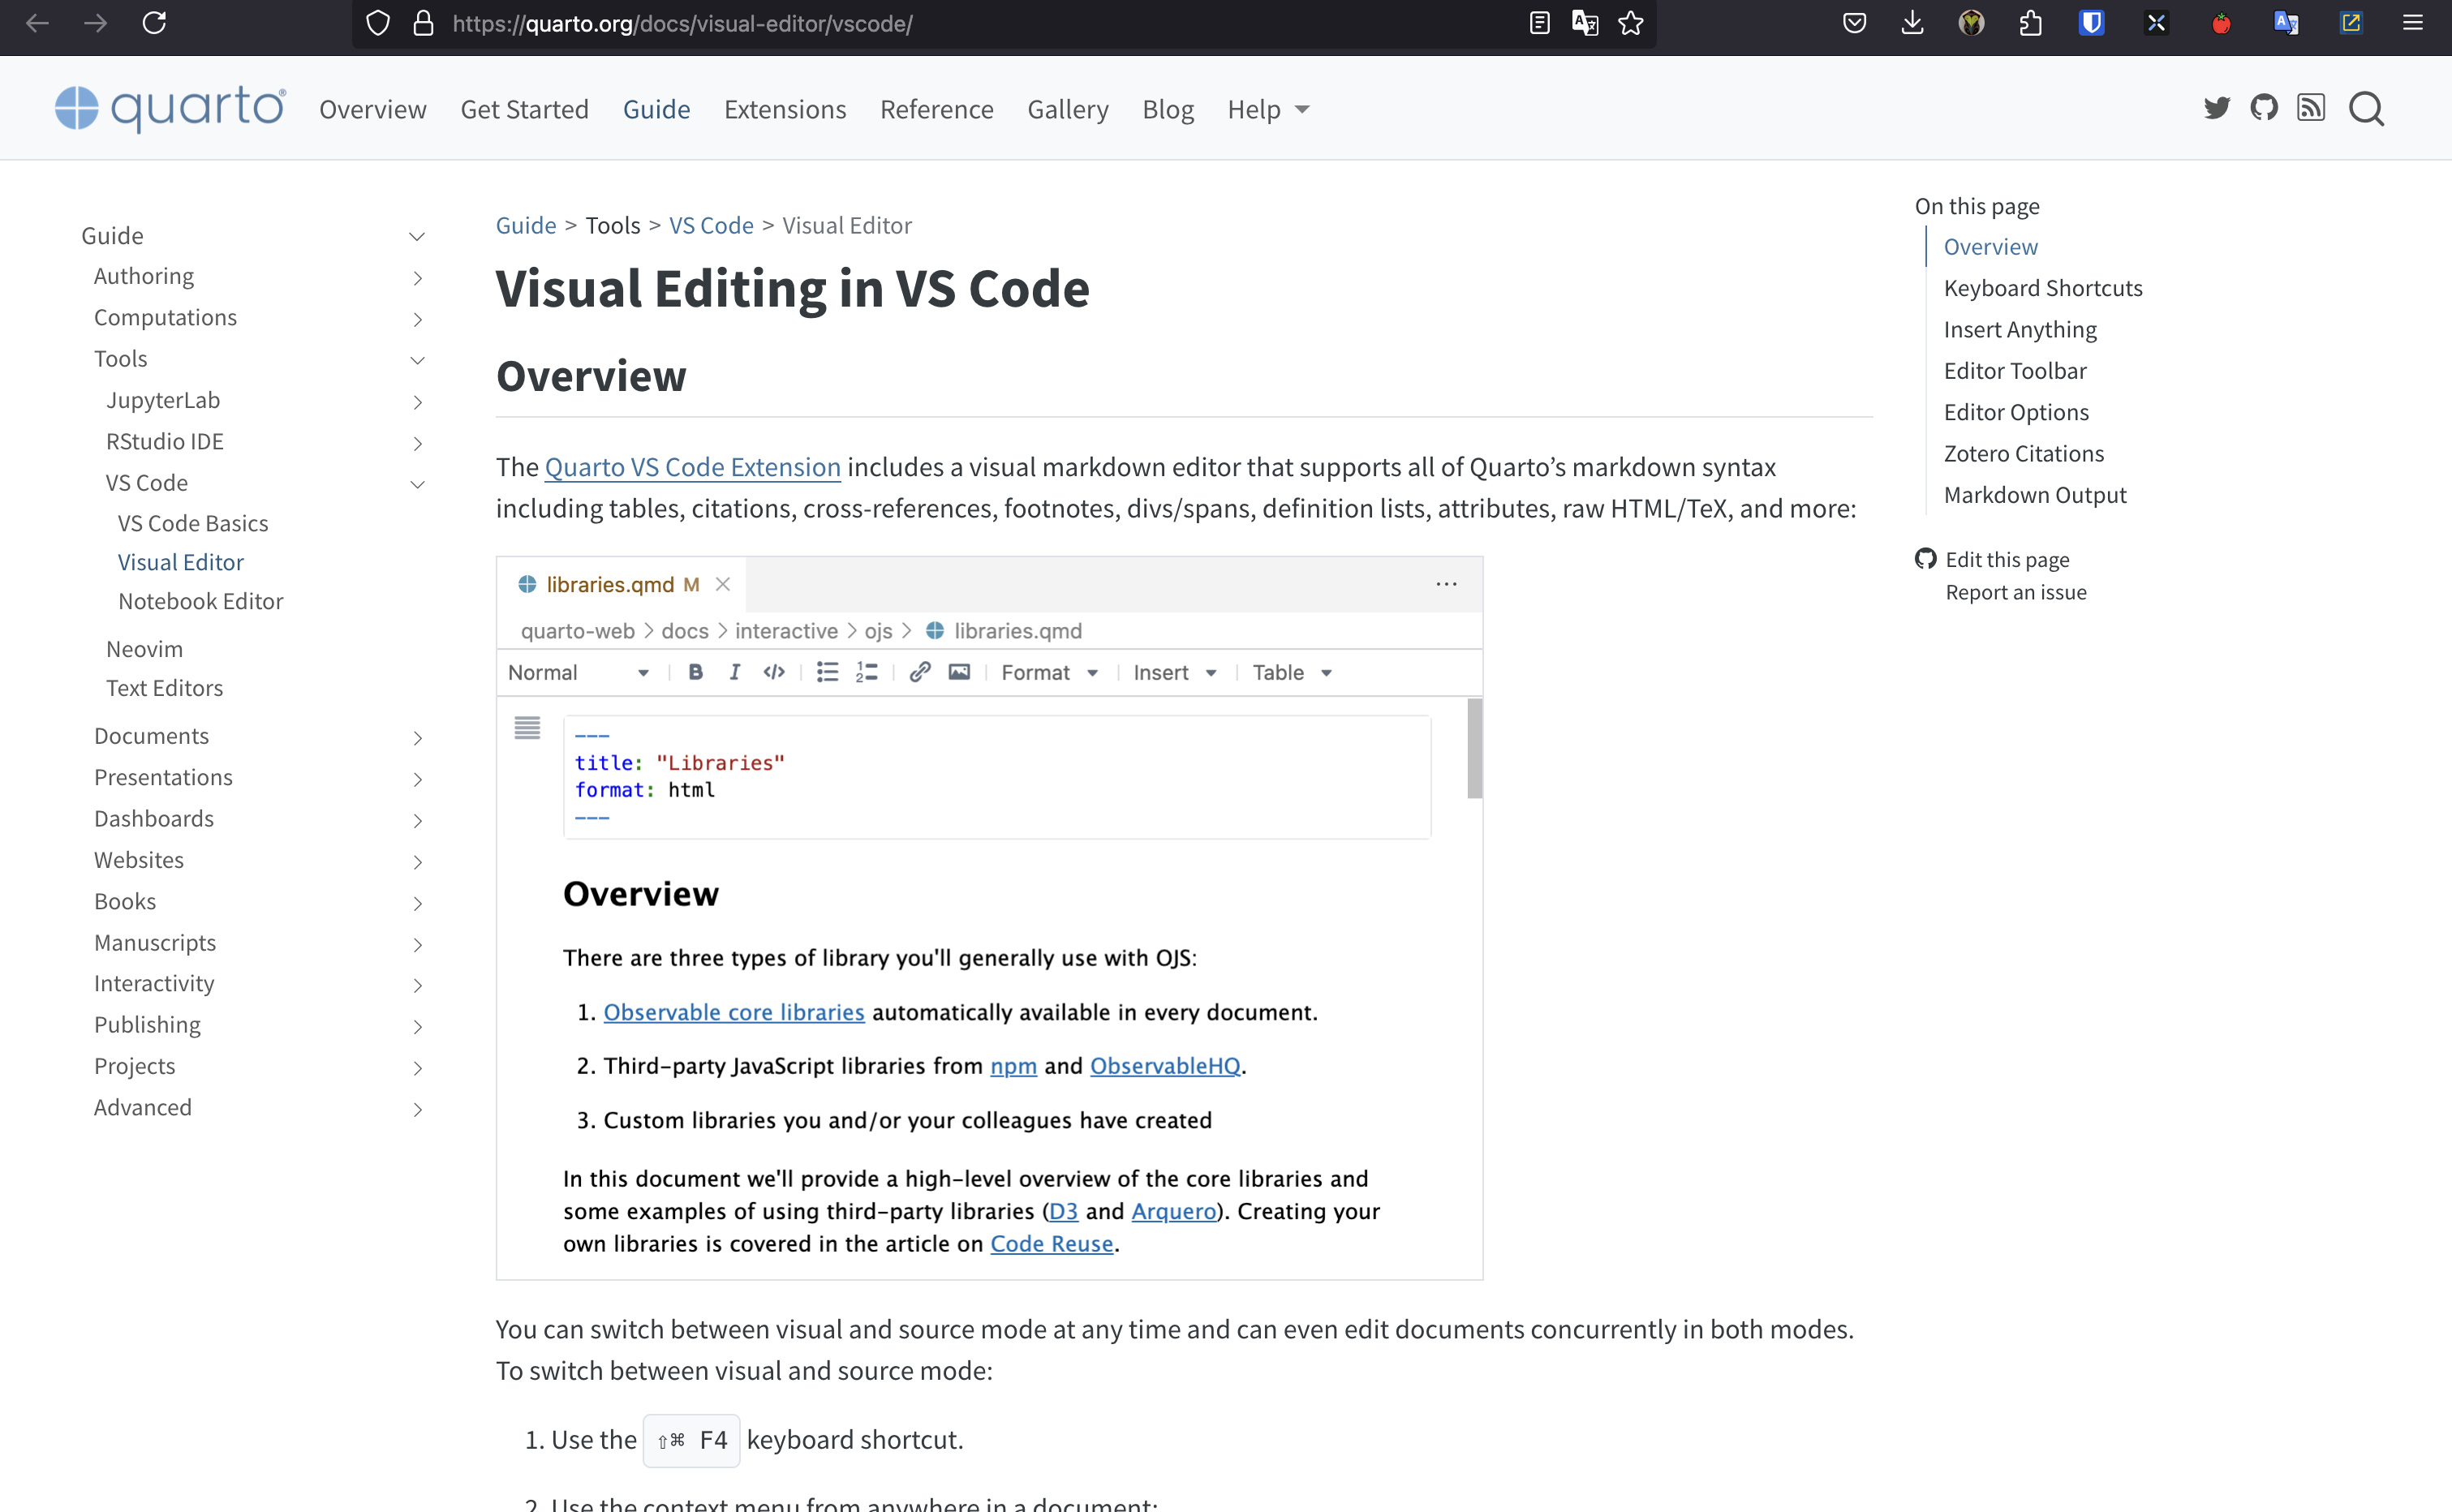 https://quarto.org/docs/visual-editor/vscode/
quarto®
Overview
Get Started
Guide
Extensions
Reference
Gallery
Blog
Help
Guide
Authoring
Computations
Tools
JupyterLab
RStudio IDE
VS Code
VS Code Basics
Visual Editor
Notebook Editor
Neovim
Text Editors
Documents
Presentations
Dashboards
Websites
Books
Manuscripts
Interactivity
Publishing
Projects
Advanced
Guide > Tools > VS Code > Visual Editor
Visual Editing in VS Code
Overview
The Quarto VS Code Extension includes a visual markdown editor that supports all of Quarto’s markdown syntax
including tables, citations, cross-references, footnotes, divs/spans, definition lists, attributes, raw HTML/TeX, and more:
libraries.qmd M
quarto-web > docs > interactive > ojs > libraries.qmd
Normal B I </> Format Insert Table
---
title: "Libraries"
format: html
---
Overview
There are three types of library you'll generally use with OJS:
1. Observable core libraries automatically available in every document.
2. Third-party JavaScript libraries from npm and ObservableHQ.
3. Custom libraries you and/or your colleagues have created
In this document we'll provide a high-level overview of the core libraries and
some examples of using third-party libraries (D3 and Arquero). Creating your
own libraries is covered in the article on Code Reuse.
You can switch between visual and source mode at any time and can even edit documents concurrently in both modes.
To switch between visual and source mode:
1. Use the ⇧⌘ F4 keyboard shortcut.
2. Use the context menu from anywhere in a document:
On this page
Overview
Keyboard Shortcuts
Insert Anything
Editor Toolbar
Editor Options
Zotero Citations
Markdown Output
Edit this page
Report an issue